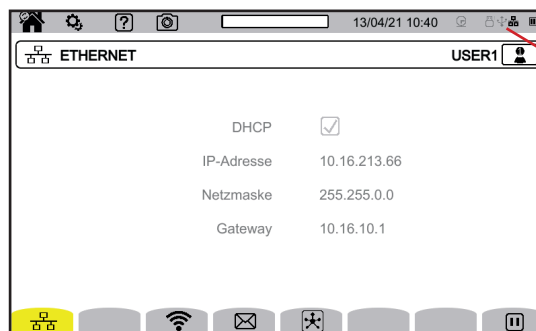 13/04/21 10:40
ETHERNET
USER1
DHCP
IP-Adresse 10.16.213.66
Netzmaske 255.255.0.0
Gateway 10.16.10.1